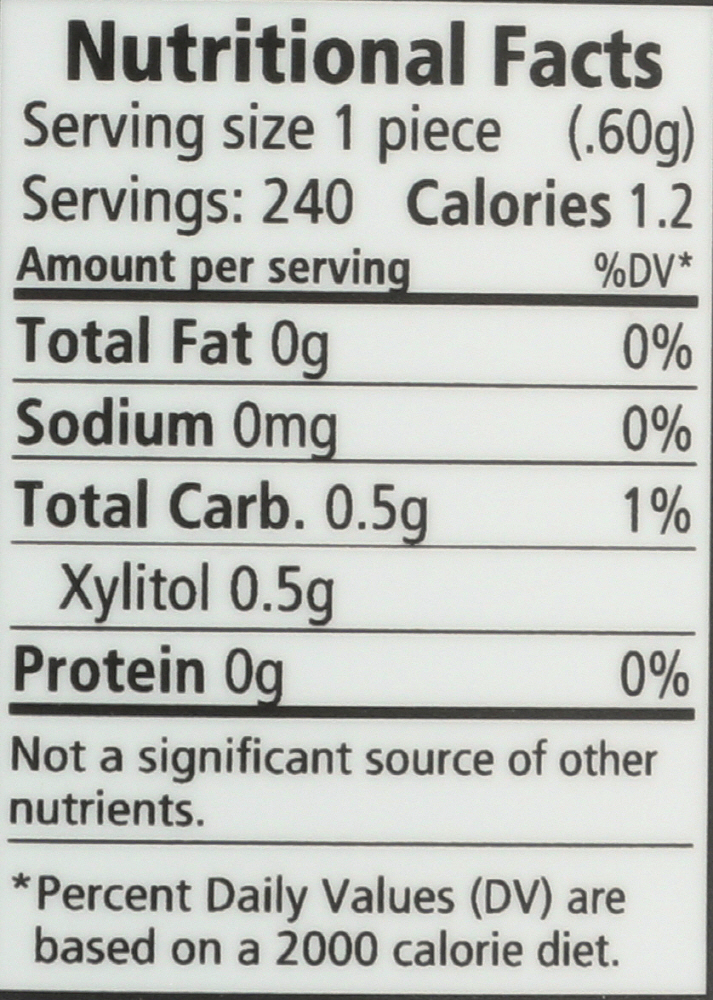 Nutritional Facts
Serving size 1 piece (.60g)
Servings: 240 Calories 1.2
Amount per serving %DV*
Total Fat 0g 0%
Sodium 0mg 0%
Total Carb. 0.5g 1%
Xylitol 0.5g
Protein 0g 0%
Not a significant source of other
nutrients.
*Percent Daily Values (DV) are
based on a 2000 calorie diet.